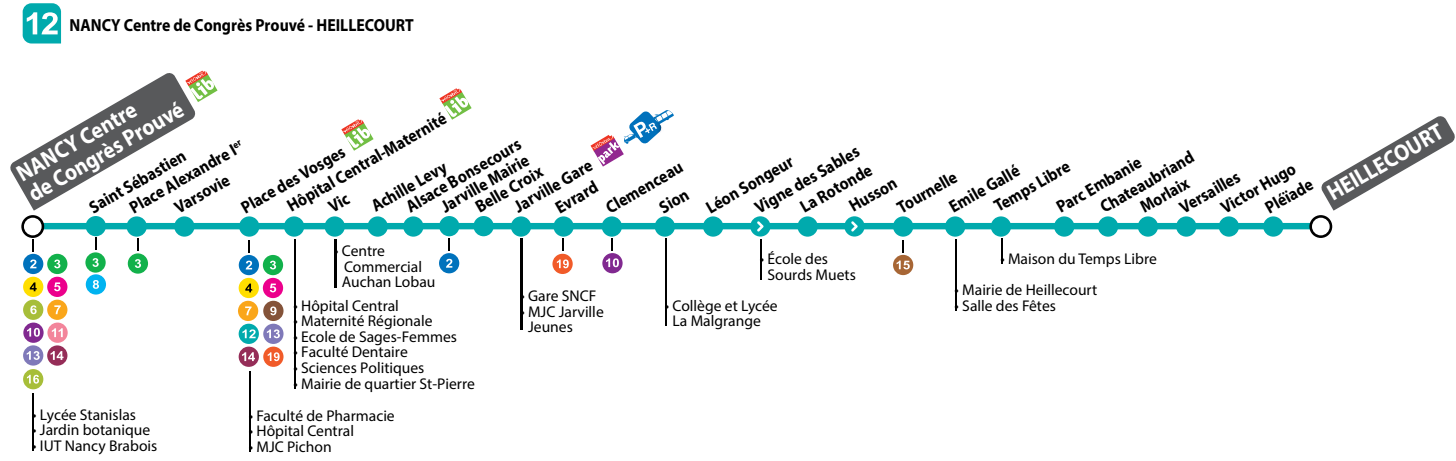 12 NANCY Centre de Congrès Prouvé - HEILLECOURT
NANCY Centre
de Congrès Prouvé
Lib
Saint Sébastien
Place Alexandre Ier
Varsovie
Place des Vosges
Lib
Hôpital Central-Maternité
Lib
Vic
Achille Levy
Alsace Bonsecours
Jarville Mairie
Belle Croix
Jarville Gare
park
P+R
Evrard
Clemenceau
Sion
Léon Songeur
Vigne des Sables
La Rotonde
Husson
Tournelle
Emile Gallé
Temps Libre
Parc Embanie
Chateaubriand
Morlaix
Versailles
Victor Hugo
Pléïade
HEILLECOURT
2 3
4 5
6 7
10 11
13 14
16
Lycée Stanislas
Jardin botanique
IUT Nancy Brabois
3
8
3
2 3
4 5
7 9
12 13
14 19
Faculté de Pharmacie
Hôpital Central
MJC Pichon
Hôpital Central
Maternité Régionale
Ecole de Sages-Femmes
Faculté Dentaire
Sciences Politiques
Mairie de quartier St-Pierre
Centre
Commercial
Auchan Lobau
2
Gare SNCF
MJC Jarville
Jeunes
19
10
Collège et Lycée
La Malgrange
École des
Sourds Muets
15
Mairie de Heillecourt
Salle des Fêtes
Maison du Temps Libre